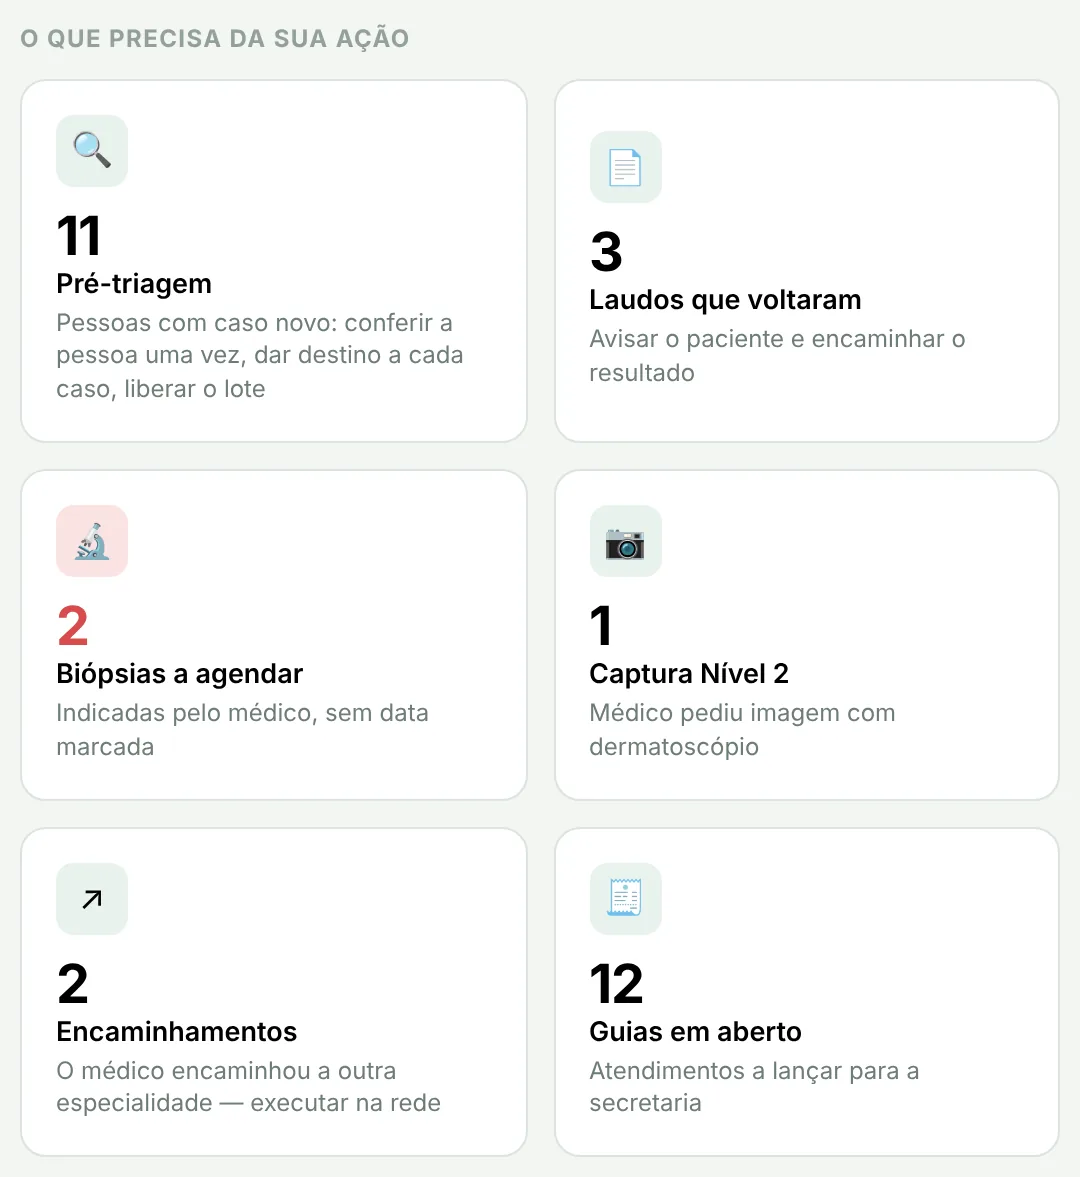 O QUE PRECISA DA SUA AÇÃO
11
Pré-triagem
Pessoas com caso novo: conferir a
pessoa uma vez, dar destino a cada
caso, liberar o lote
3
Laudos que voltaram
Avisar o paciente e encaminhar o
resultado
2
Biópsias a agendar
Indicadas pelo médico, sem data
marcada
1
Captura Nível 2
Médico pediu imagem com
dermatoscópio
2
Encaminhamentos
O médico encaminhou a outra
especialidade — executar na rede
12
Guias em aberto
Atendimentos a lançar para a
secretaria